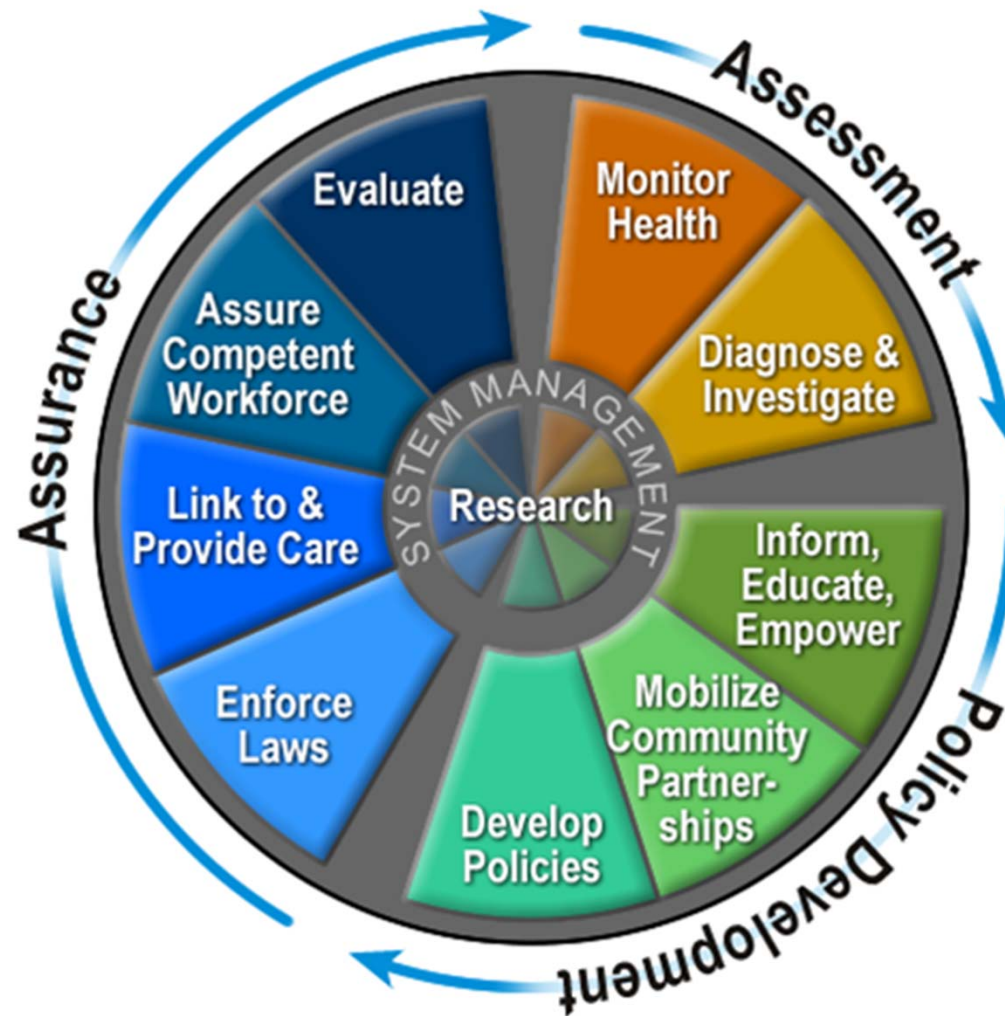 Assessment
Monitor
Health
Diagnose &
Investigate
Policy Development
Inform,
Educate,
Empower
Mobilize
Community
Partner-
ships
Develop
Policies
Assurance
Enforce
Laws
Link to &
Provide Care
Assure
Competent
Workforce
Evaluate
SYSTEM MANAGEMENT
Research